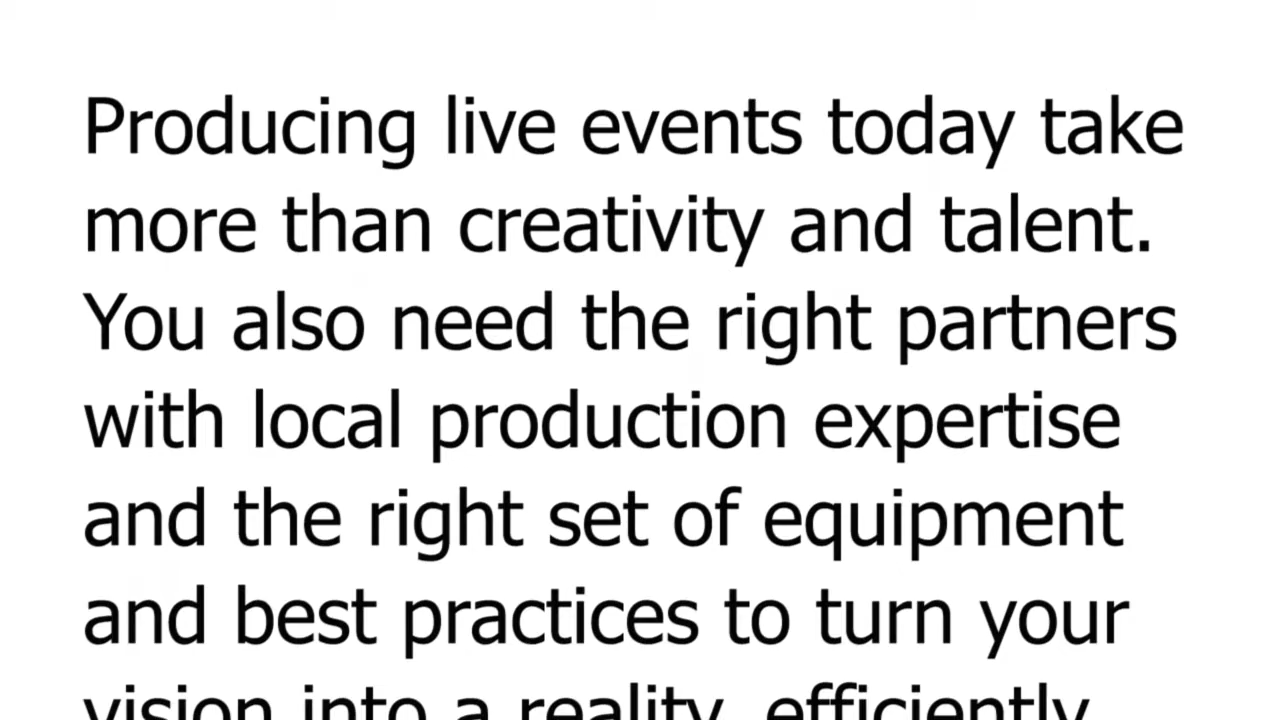 Producing live events today take
more than creativity and talent.
You also need the right partners
with local production expertise
and the right set of equipment
and best practices to turn your
vision into a reality, efficiently